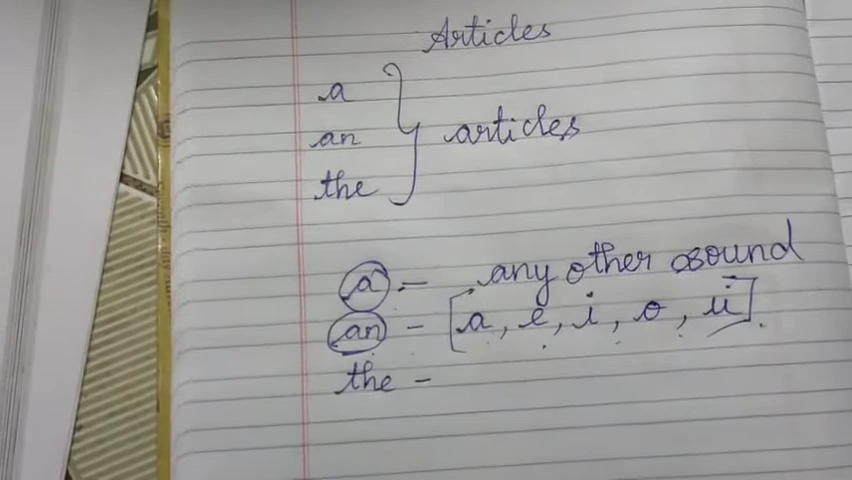 Articles
a
an
the
articles
a - any other sound
an - [a, e, i, o, u]
the -